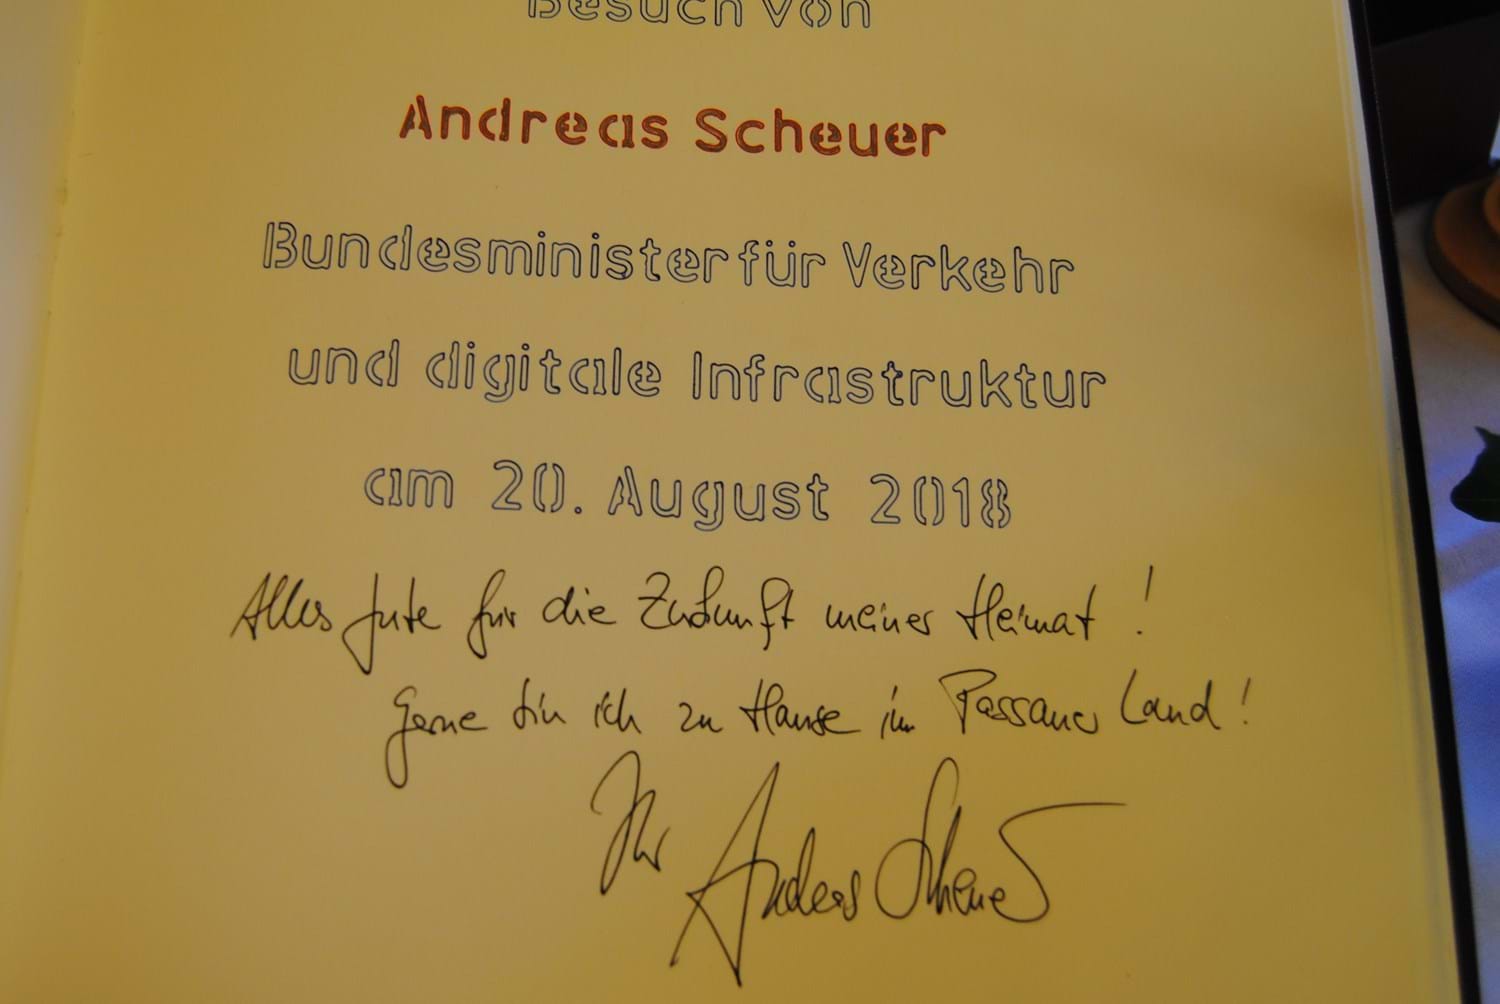 Besuch von
Andreas Scheuer
Bundesminister für Verkehr
und digitale Infrastruktur
am 20. August 2018
Alles Gute für die Zukunft meiner Heimat!
Gerne bin ich zu Hause im Passauer Land!
Ihr Andreas Scheuer